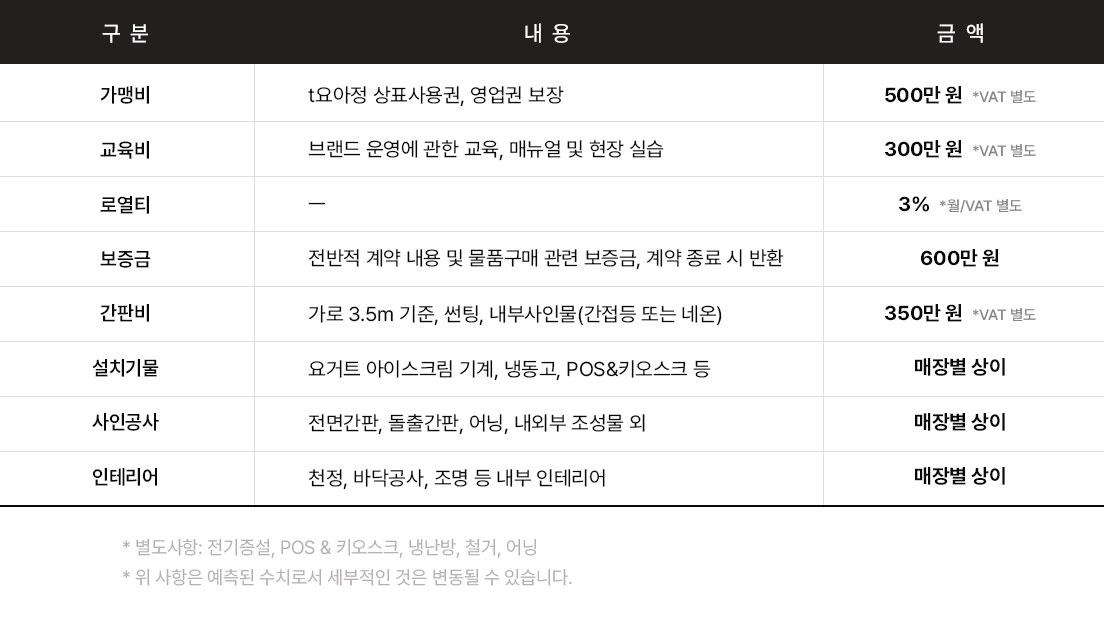 구 분 내 용 금 액
가맹비 t요아정 상표사용권, 영업권 보장 500만 원 *VAT 별도
교육비 브랜드 운영에 관한 교육, 매뉴얼 및 현장 실습 300만 원 *VAT 별도
로열티 — 3% *월/VAT 별도
보증금 전반적 계약 내용 및 물품구매 관련 보증금, 계약 종료 시 반환 600만 원
간판비 가로 3.5m 기준, 썬팅, 내부사인물(간접등 또는 네온) 350만 원 *VAT 별도
설치기물 요거트 아이스크림 기계, 냉동고, POS&키오스크 등 매장별 상이
사인공사 전면간판, 돌출간판, 어닝, 내외부 조성물 외 매장별 상이
인테리어 천정, 바닥공사, 조명 등 내부 인테리어 매장별 상이
* 별도사항: 전기증설, POS & 키오스크, 냉난방, 철거, 어닝
* 위 사항은 예측된 수치로서 세부적인 것은 변동될 수 있습니다.